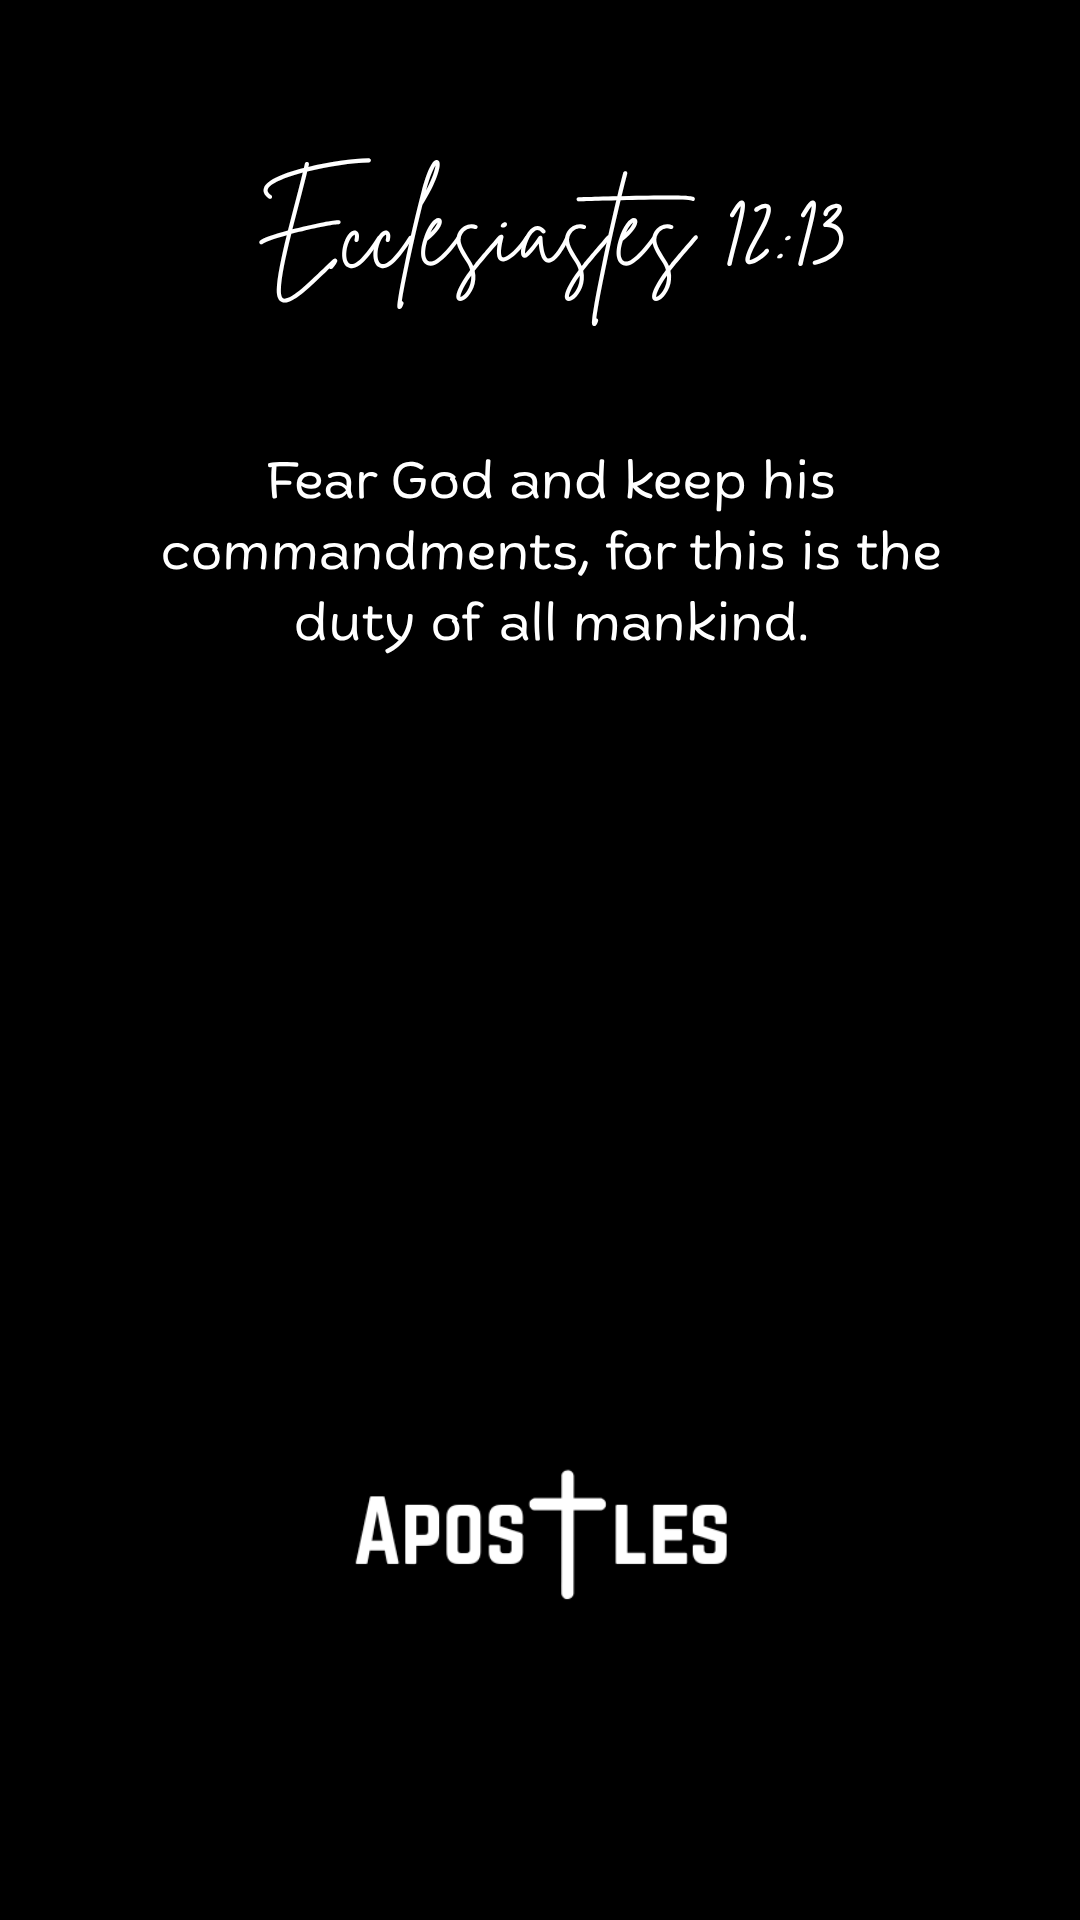 Ecclesiastes 12:13
Fear God and keep his
commandments, for this is the
duty of all mankind.
APOSTLES